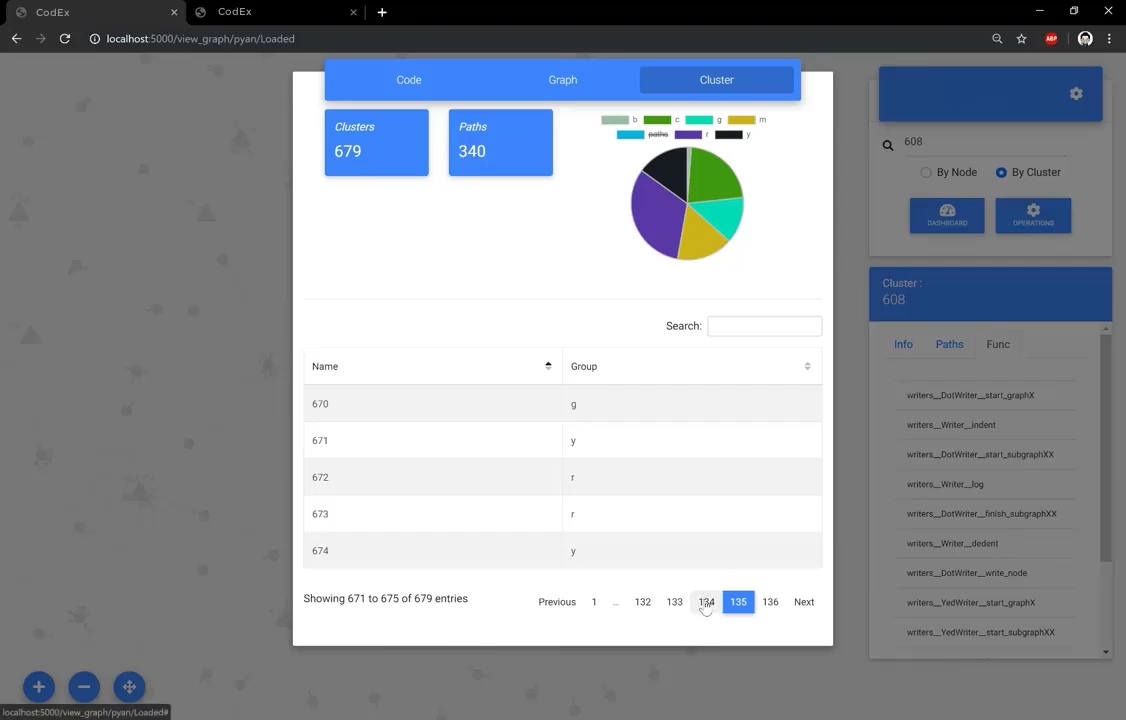 CodEx
CodEx
localhost:5000/view_graph/pyan/Loaded
ABP
Code
Graph
Cluster
Clusters
679
Paths
340
b
c
g
m
paths
r
y
Search:
Name
Group
670
g
671
y
672
r
673
r
674
y
Showing 671 to 675 of 679 entries
Previous
1
...
132
133
134
135
136
Next
608
By Node
By Cluster
DASHBOARD
OPERATIONS
Cluster :
608
Info
Paths
Func
writers__DotWriter__start_graphX
writers__Writer__indent
writers__DotWriter__start_subgraphXX
writers__Writer__log
writers__DotWriter__finish_subgraphXX
writers__Writer__dedent
writers__DotWriter__write_node
writers__YedWriter__start_graphX
writers__YedWriter__start_subgraphXX
localhost:5000/view_graph/pyan/Loaded#